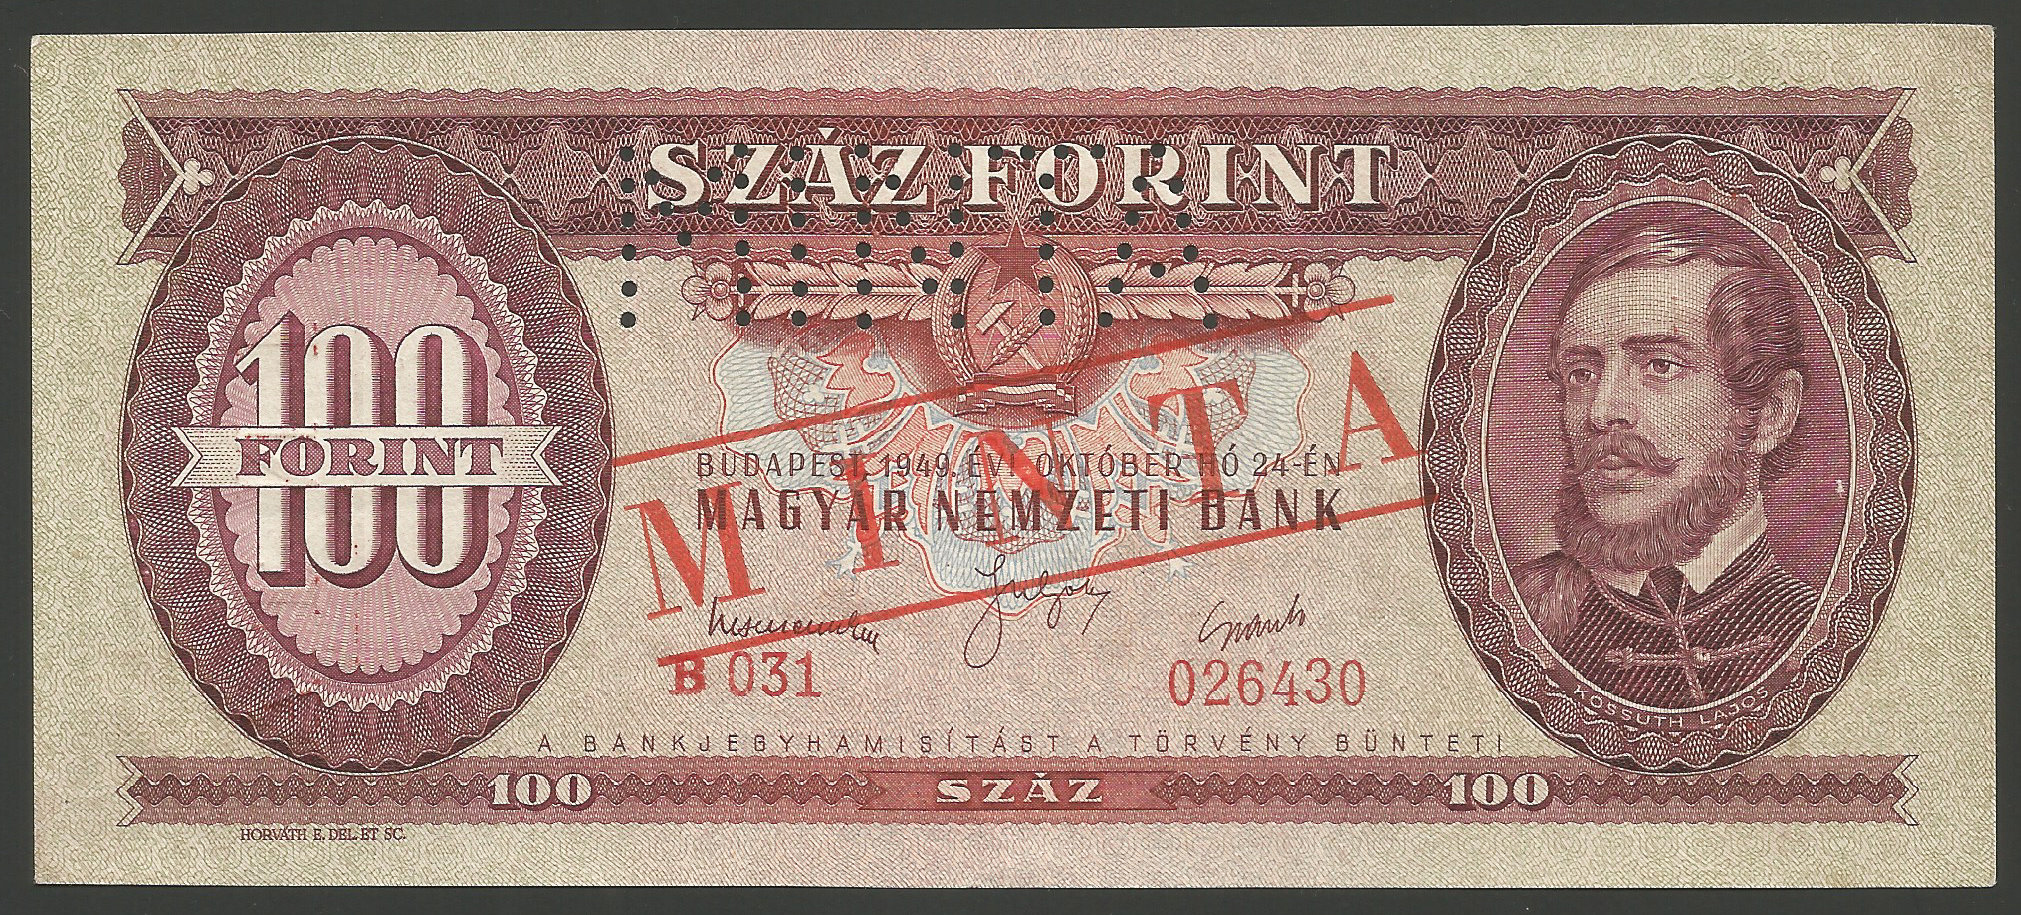 SZÁZ FORINT
MINTA
100
FORINT
BUDAPEST, 1949. ÉVI OKTÓBER HÓ 24-ÉN
MAGYAR NEMZETI BANK
MINTA
B 031
026430
KOSSUTH LAJOS
A BANKJEGYHAMISÍTÁST A TÖRVÉNY BÜNTETI
100 SZÁZ 100
HORVÁTH E. DEL. ET SC.